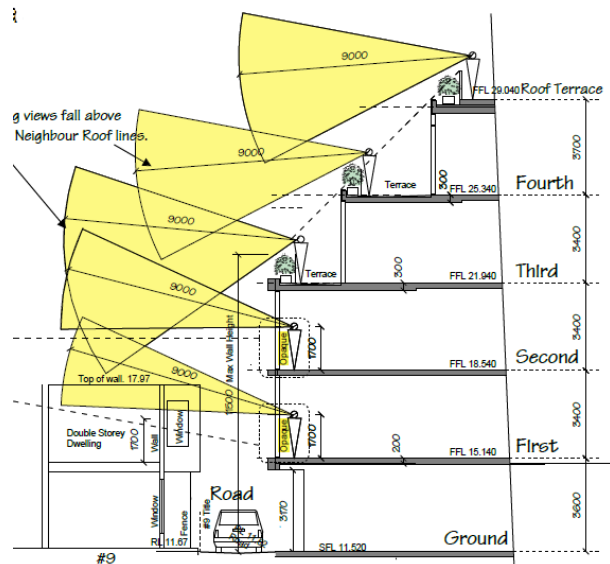 9000
FFL 29.040 Roof Terrace
g views fall above
Neighbour Roof lines.
9000
3700
Terrace
300
FFL 25.340
Fourth
9000
3400
Terrace
300
FFL 21.940
Third
9000
Max Wall Height
11500
Opaque
1700
3400
FFL 18.540
Second
9000
Top of wall. 17.97
Double Storey
Dwelling
1700
Wall
Window
Opaque
1700
200
3400
FFL 15.140
First
Window
Fence
#9 Title
Road
3170
3600
RL 11.67
SFL 11.520
Ground
#9